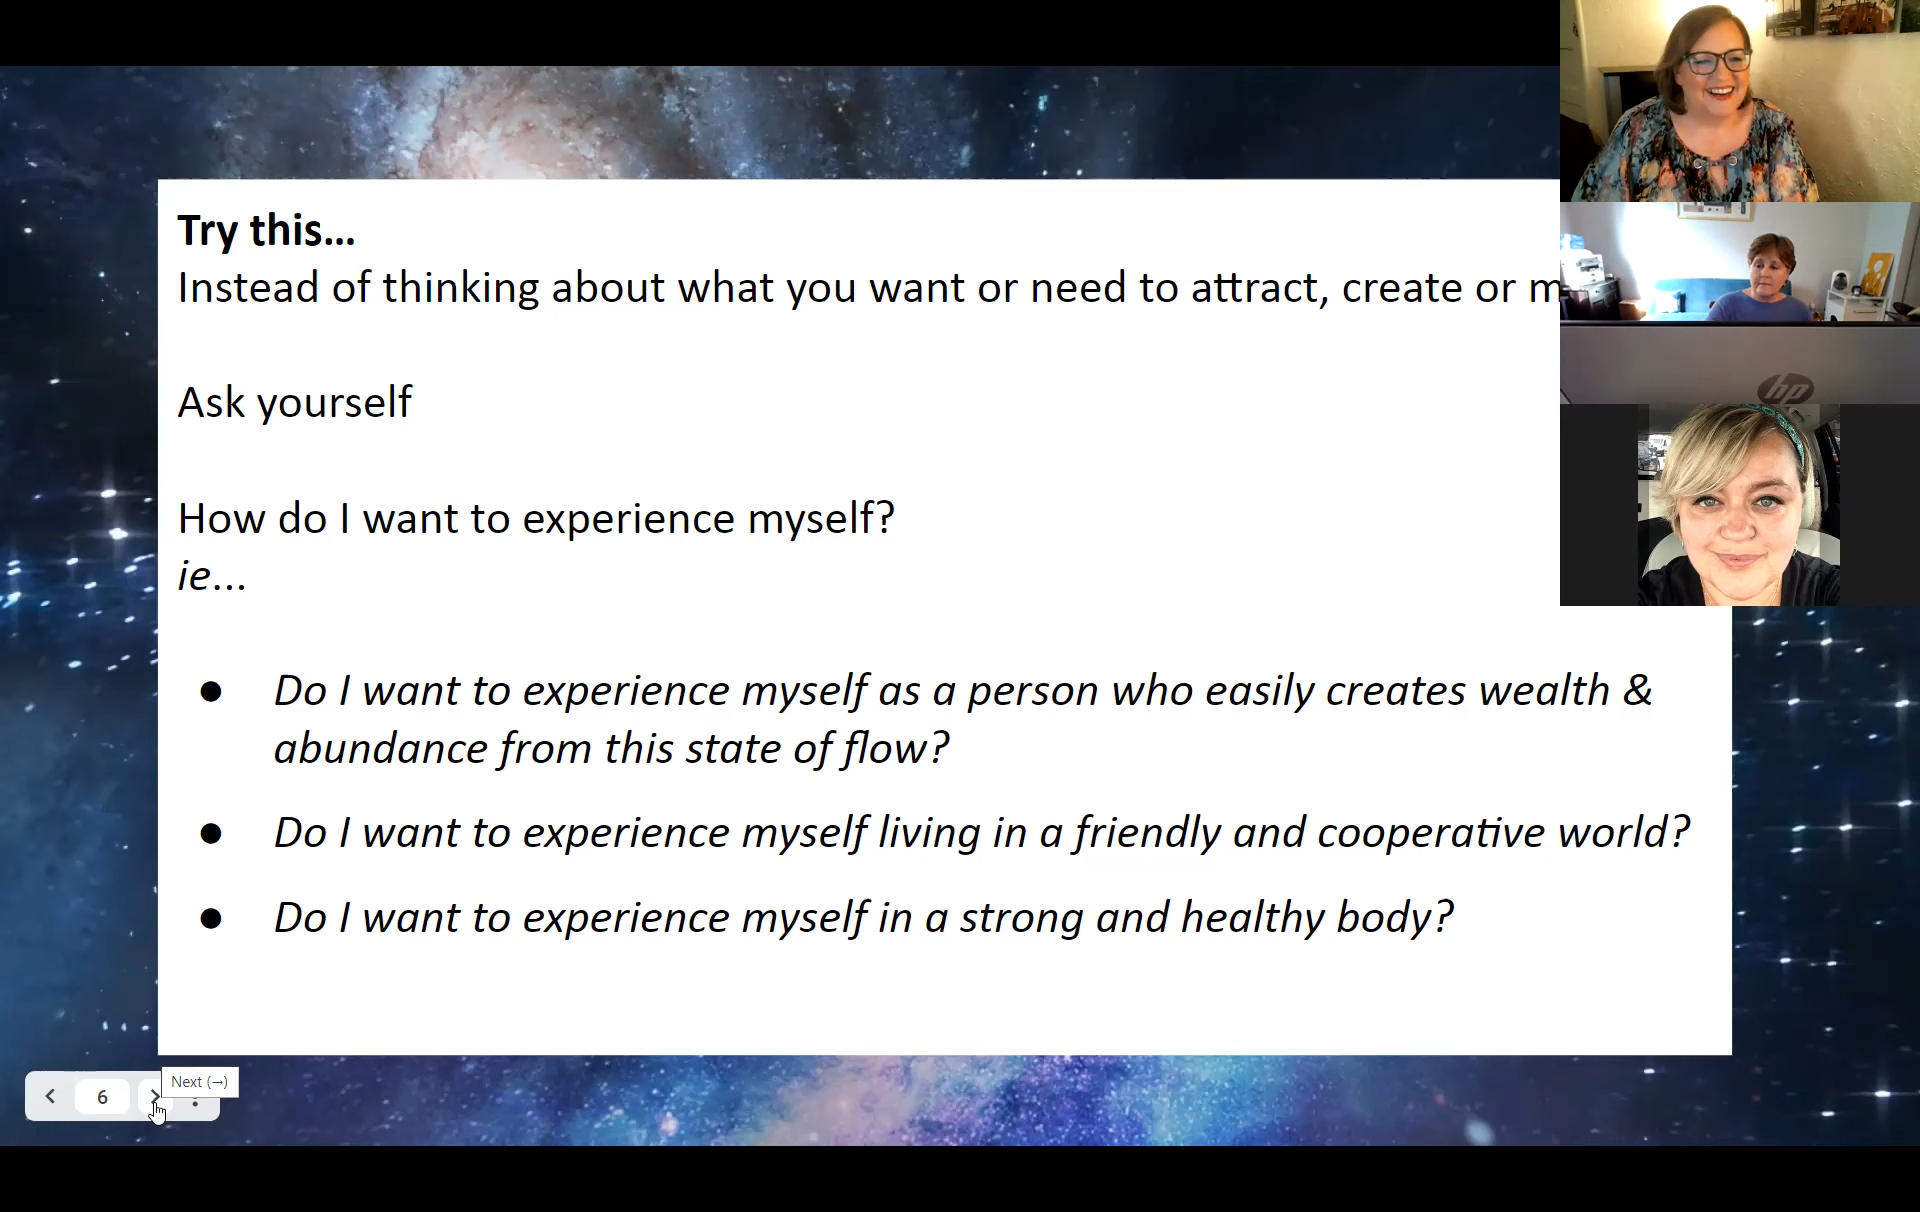 Try this...
Instead of thinking about what you want or need to attract, create or m
Ask yourself
How do I want to experience myself?
ie...
● Do I want to experience myself as a person who easily creates wealth &
abundance from this state of flow?
● Do I want to experience myself living in a friendly and cooperative world?
● Do I want to experience myself in a strong and healthy body?
hp
Next (→)
6